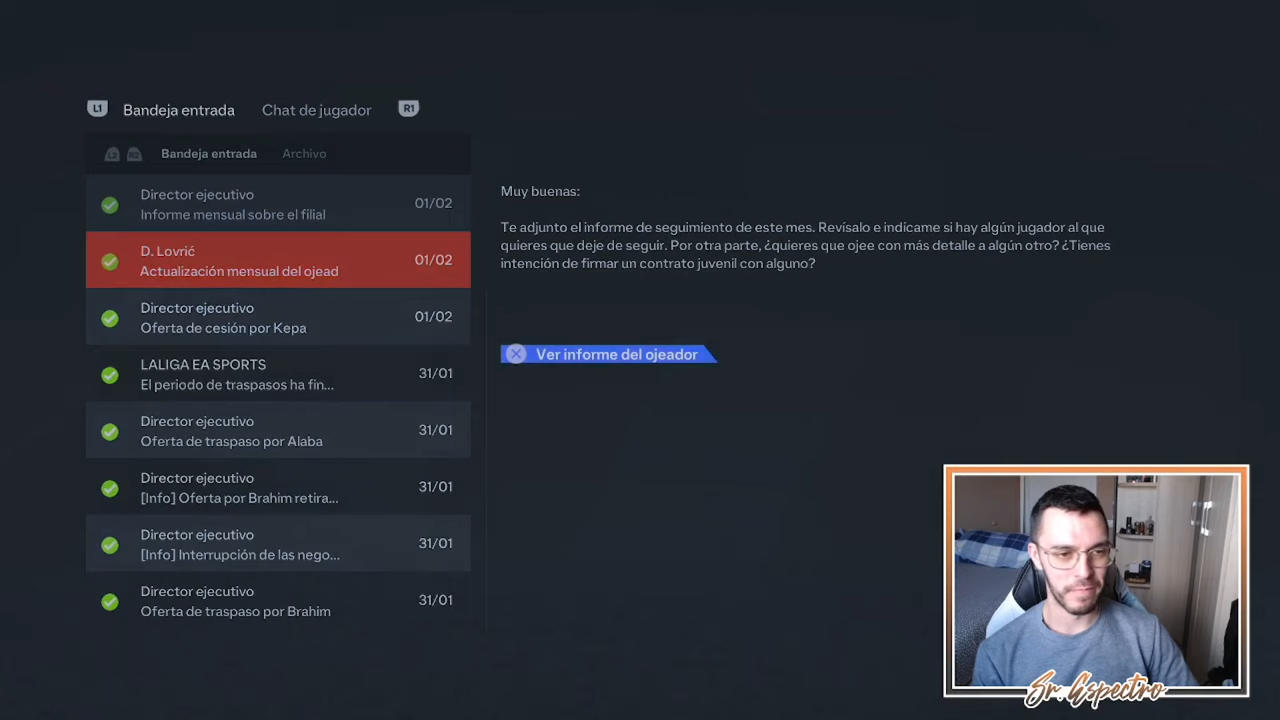 L1 Bandeja entrada Chat de jugador R1
L2 R2 Bandeja entrada Archivo
Director ejecutivo
Informe mensual sobre el filial
01/02
D. Lovrić
Actualización mensual del ojead
01/02
Director ejecutivo
Oferta de cesión por Kepa
01/02
LALIGA EA SPORTS
El periodo de traspasos ha fin...
31/01
Director ejecutivo
Oferta de traspaso por Alaba
31/01
Director ejecutivo
[Info] Oferta por Brahim retira...
31/01
Director ejecutivo
[Info] Interrupción de las nego...
31/01
Director ejecutivo
Oferta de traspaso por Brahim
31/01
Muy buenas:
Te adjunto el informe de seguimiento de este mes. Revísalo e indícame si hay algún jugador al que
quieres que deje de seguir. Por otra parte, ¿quieres que ojee con más detalle a algún otro? ¿Tienes
intención de firmar un contrato juvenil con alguno?
Ver informe del ojeador
Sr. Aspectro